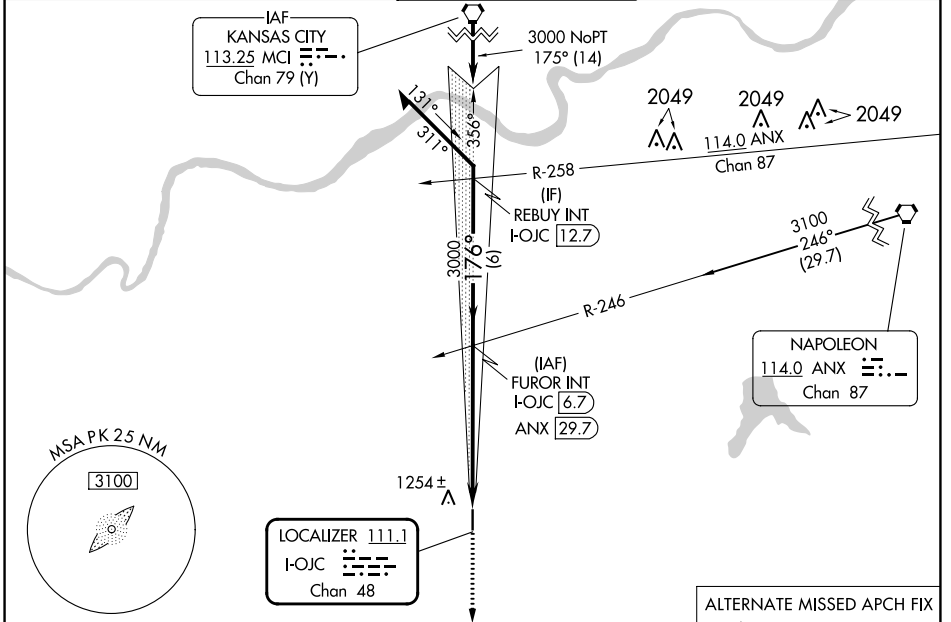 IAF
KANSAS CITY
113.25 MCI
Chan 79 (Y)
3000 NoPT
175° (14)
131°
311°
356°
2049
2049
2049
114.0 ANX
Chan 87
R-258
(IF)
REBUY INT
I-OJC 12.7
3000
176°
(6)
3100
246°
(29.7)
R-246
(IAF)
FUROR INT
I-OJC 6.7
ANX 29.7
NAPOLEON
114.0 ANX
Chan 87
MSA PK 25 NM
3100
1254 ±
LOCALIZER 111.1
I-OJC
Chan 48
ALTERNATE MISSED APCH FIX